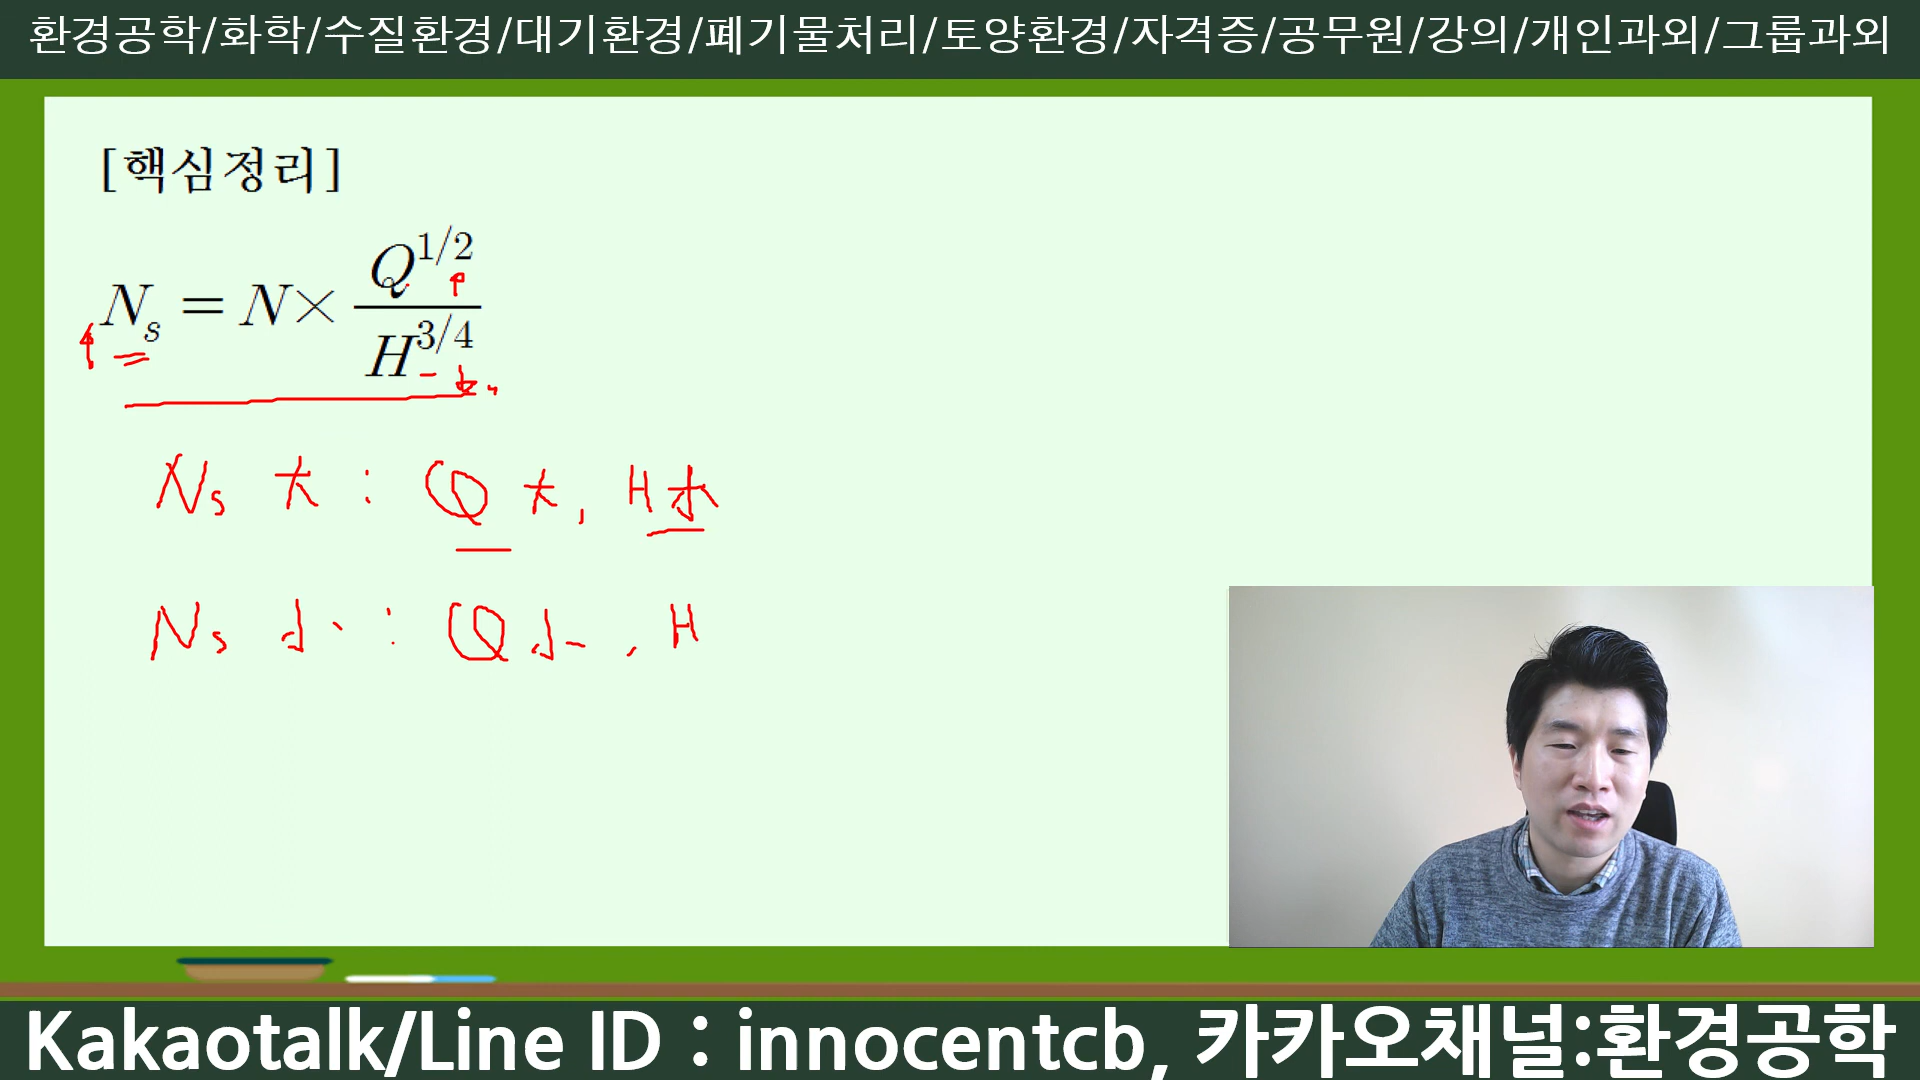 환경공학/화학/수질환경/대기환경/폐기물처리/토양환경/자격증/공무원/강의/개인과외/그룹과외
[핵심정리]
N_s = N × Q^{1/2} / H^{3/4}
Ns 大 : Q 大, H 小
Ns 小 : Q 小, H
Kakaotalk/Line ID : innocentcb, 카카오채널:환경공학